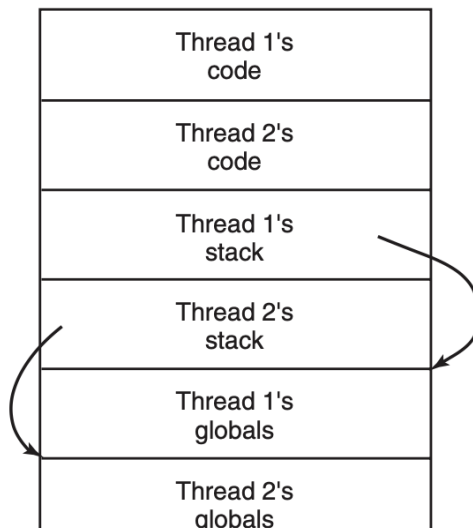 Thread 1's
code
Thread 2's
code
Thread 1's
stack
Thread 2's
stack
Thread 1's
globals
Thread 2's
globals